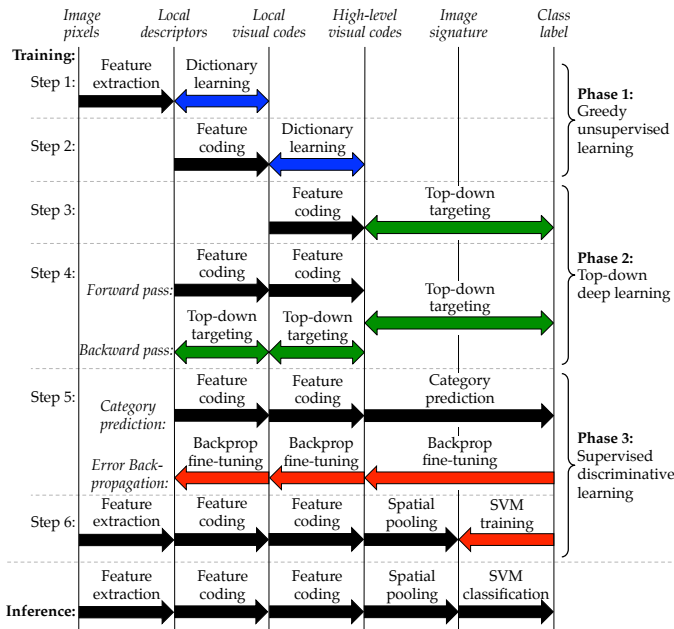 Image
pixels
Local
descriptors
Local
visual codes
High-level
visual codes
Image
signature
Class
label
Training:
Step 1:
Feature
extraction
Dictionary
learning
Phase 1:
Greedy
unsupervised
learning
Step 2:
Feature
coding
Dictionary
learning
Step 3:
Feature
coding
Top-down
targeting
Phase 2:
Top-down
deep learning
Step 4:
Forward pass:
Feature
coding
Feature
coding
Top-down
targeting
Backward pass:
Top-down
targeting
Top-down
targeting
Step 5:
Category
prediction:
Feature
coding
Feature
coding
Category
prediction
Phase 3:
Supervised
discriminative
learning
Error Back-
propagation:
Backprop
fine-tuning
Backprop
fine-tuning
Backprop
fine-tuning
Step 6:
Feature
extraction
Feature
coding
Feature
coding
Spatial
pooling
SVM
training
Inference:
Feature
extraction
Feature
coding
Feature
coding
Spatial
pooling
SVM
classification